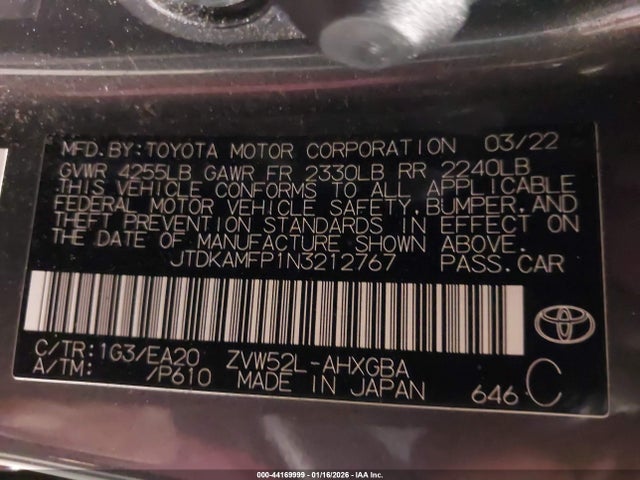 MFD.BY:TOYOTA MOTOR CORPORATION 03/22
GVWR 4255LB GAWR FR 2330LB RR 2240LB
THIS VEHICLE CONFORMS TO ALL APPLICABLE
FEDERAL MOTOR VEHICLE SAFETY,BUMPER,AND
THEFT PREVENTION STANDARDS IN EFFECT ON
THE DATE OF MANUFACTURE SHOWN ABOVE.
JTDKAMFP1N3212767 PASS.CAR
C/TR:1G3/EA20 ZVW52L-AHXGBA
A/TM: /P610 MADE IN JAPAN 646 C
000-44169999 - 01/16/2026 - IAA Inc.